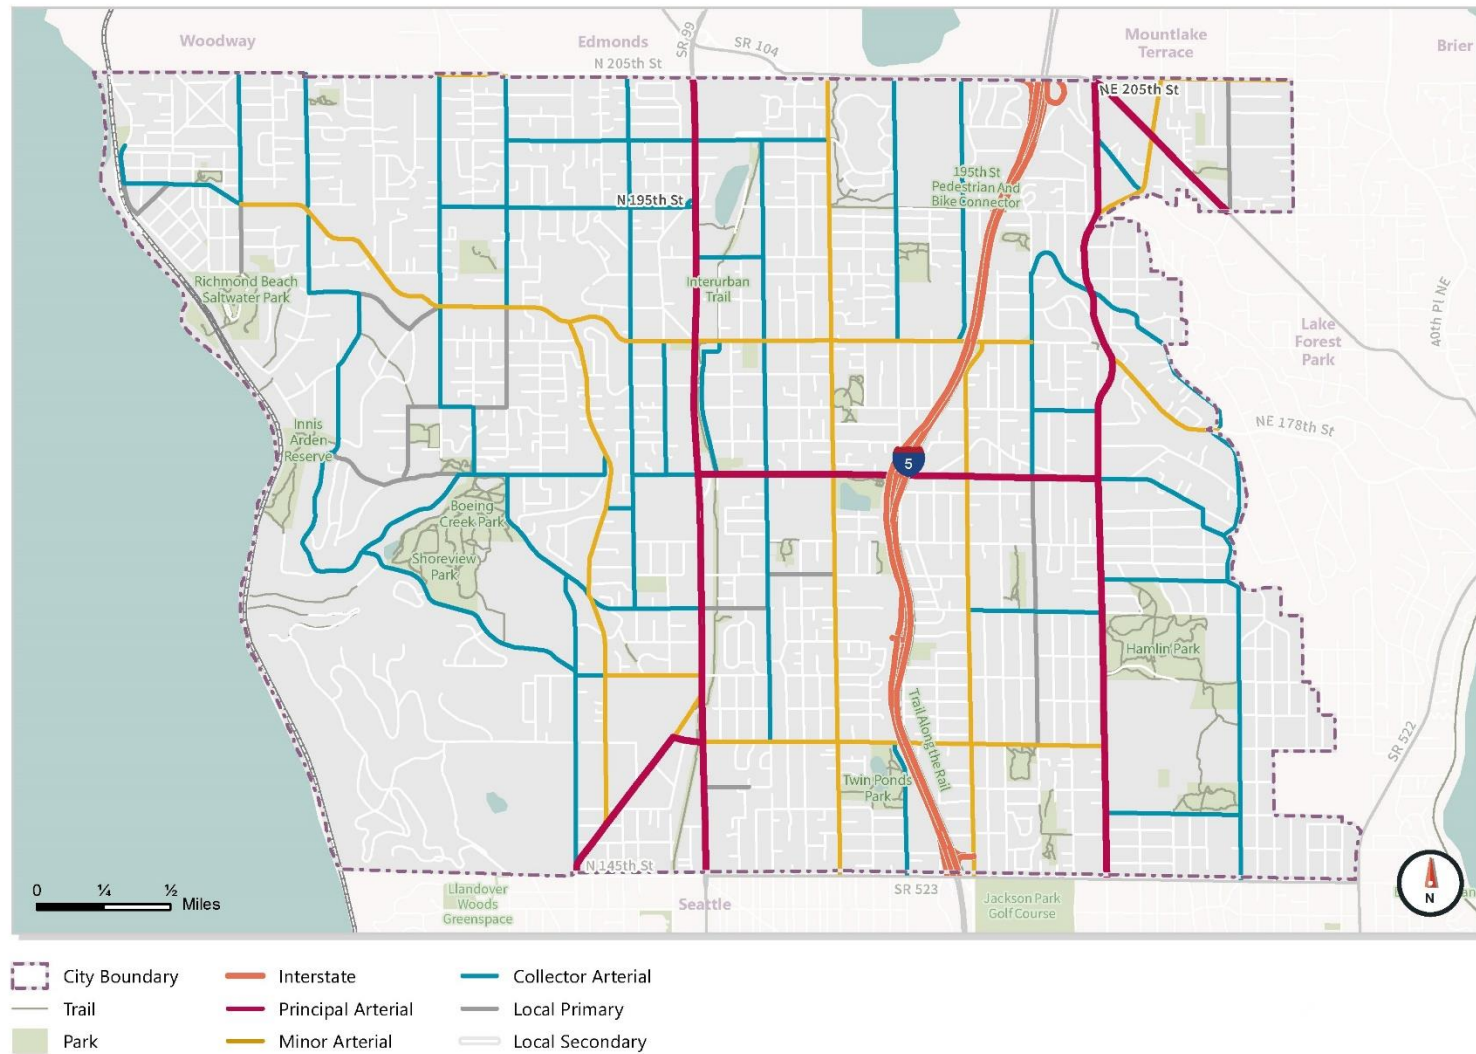 Woodway
Edmonds
SR 99
SR 104
N 205th St
Mountlake
Terrace
Brier
NE 205th St
195th St
Pedestrian And
Bike Connector
N 195th St
Richmond Beach
Saltwater Park
Interurban
Trail
Lake
Forest
Park
40th Pl NE
Innis
Arden
Reserve
NE 178th St
5
Boeing
Creek Park
Shoreview
Park
Hamlin Park
Trail Along the Rail
SR 522
Twin Ponds
Park
N 145th St
SR 523
0 ¼ ½
Miles
Llandover
Woods
Greenspace
Seattle
Jackson Park
Golf Course
N
City Boundary
Interstate
Collector Arterial
Trail
Principal Arterial
Local Primary
Park
Minor Arterial
Local Secondary